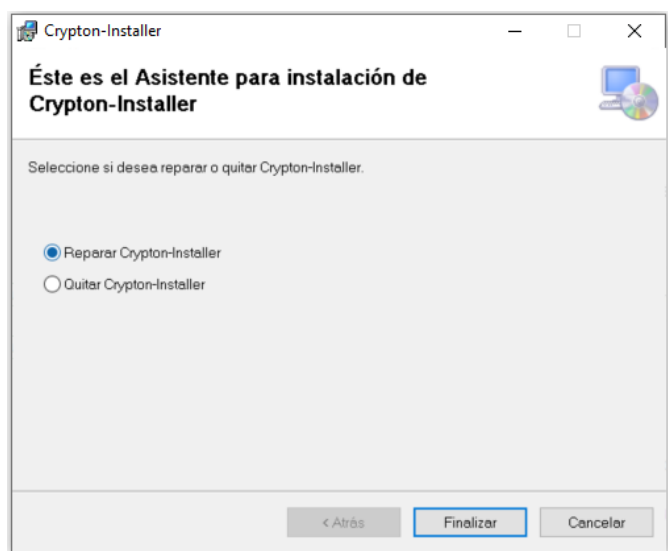 Crypton-Installer
Éste es el Asistente para instalación de
Crypton-Installer
Seleccione si desea reparar o quitar Crypton-Installer.
Reparar Crypton-Installer
Quitar Crypton-Installer
< Atrás
Finalizar
Cancelar